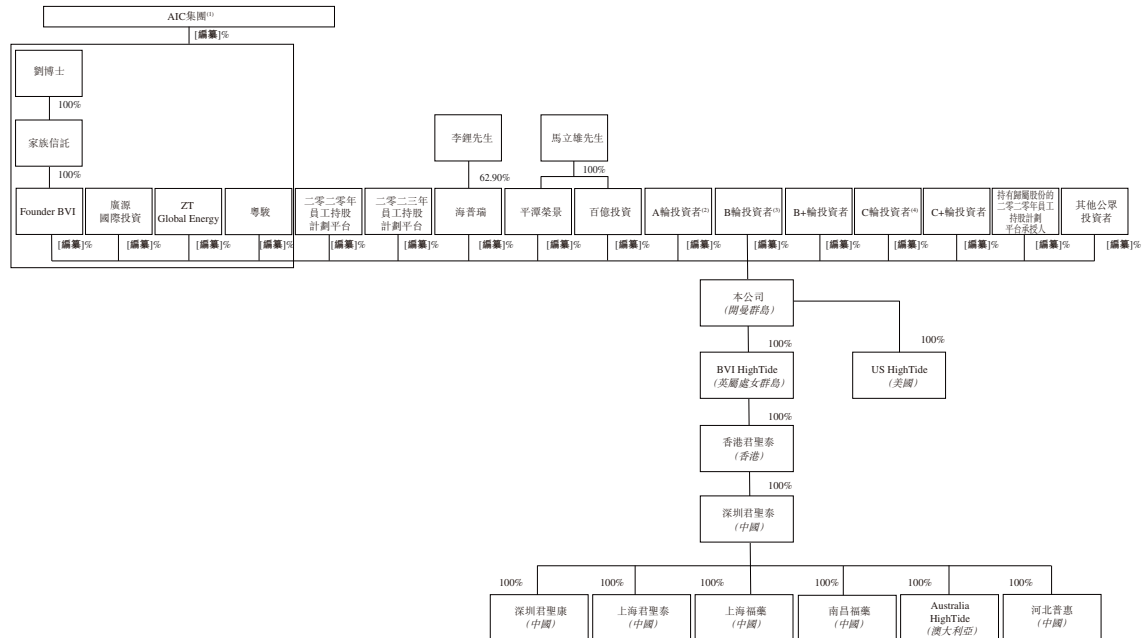 AIC集團(1)
[編纂]%
劉博士
100%
家族信託
100%
李鋰先生
62.90%
馬立雄先生
100%
Founder BVI
廣源
國際投資
ZT
Global Energy
粵駿
二零二零年
員工持股
計劃平台
二零二三年
員工持股
計劃平台
海普瑞
平潭榮景
百億投資
A輪投資者(2)
B輪投資者(3)
B+輪投資者
C輪投資者(4)
C+輪投資者
持有歸屬股份的
二零二零年員工
持股計劃
平台承授人
其他公眾
投資者
[編纂]% [編纂]% [編纂]% [編纂]% [編纂]% [編纂]% [編纂]% [編纂]% [編纂]% [編纂]% [編纂]% [編纂]% [編纂]% [編纂]% [編纂]% [編纂]%
本公司
(開曼群島)
100%
100%
BVI HighTide
(英屬處女群島)
US HighTide
(美國)
100%
香港君聖泰
(香港)
100%
深圳君聖泰
(中國)
100% 100% 100% 100% 100% 100%
深圳君聖康
(中國)
上海君聖泰
(中國)
上海福藥
(中國)
南昌福藥
(中國)
Australia
HighTide
(澳大利亞)
河北普惠
(中國)